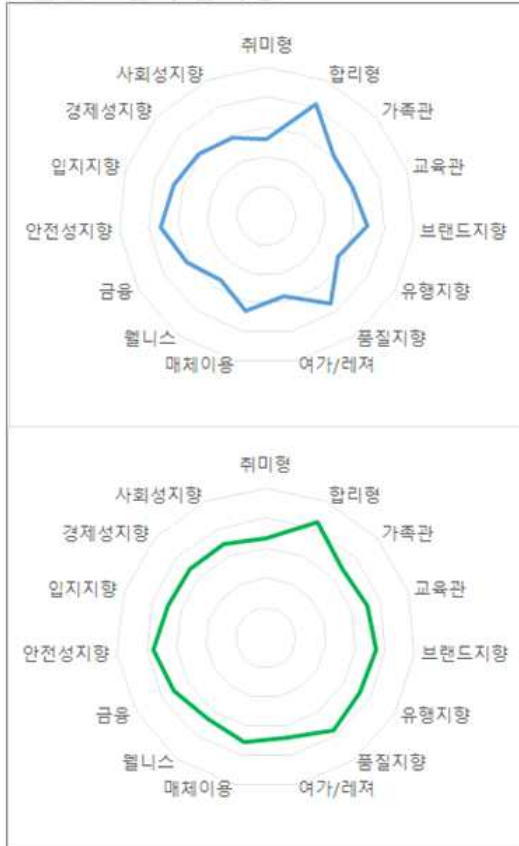 취미형
사회성지향 합리형
경제성지향 가족관
입지지향 교육관
안전성지향 브랜드지향
금융 유행지향
웰니스 품질지향
매체이용 여가/레져
취미형
사회성지향 합리형
경제성지향 가족관
입지지향 교육관
안전성지향 브랜드지향
금융 유행지향
웰니스 품질지향
매체이용 여가/레져